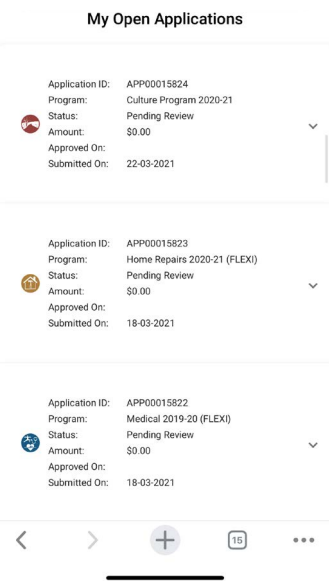 My Open Applications
Application ID: APP00015824
Program: Culture Program 2020-21
Status: Pending Review
Amount: $0.00
Approved On:
Submitted On: 22-03-2021
Application ID: APP00015823
Program: Home Repairs 2020-21 (FLEXI)
Status: Pending Review
Amount: $0.00
Approved On:
Submitted On: 18-03-2021
Application ID: APP00015822
Program: Medical 2019-20 (FLEXI)
Status: Pending Review
Amount: $0.00
Approved On:
Submitted On: 18-03-2021
15